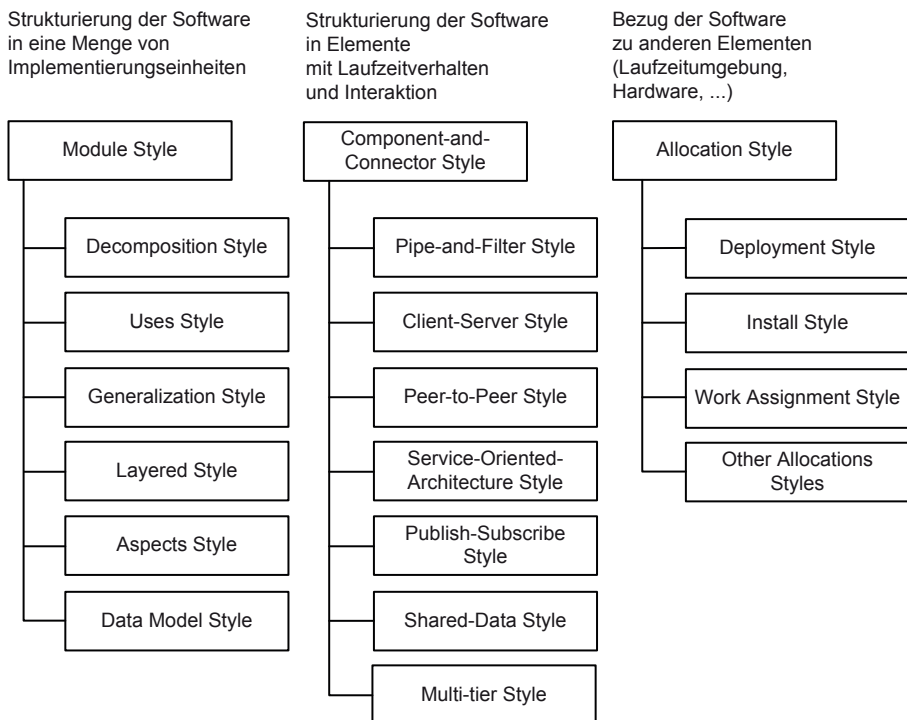 Strukturierung der Software
in eine Menge von
Implementierungseinheiten
Module Style
Decomposition Style
Uses Style
Generalization Style
Layered Style
Aspects Style
Data Model Style
Strukturierung der Software
in Elemente
mit Laufzeitverhalten
und Interaktion
Component-and-
Connector Style
Pipe-and-Filter Style
Client-Server Style
Peer-to-Peer Style
Service-Oriented-
Architecture Style
Publish-Subscribe
Style
Shared-Data Style
Multi-tier Style
Bezug der Software
zu anderen Elementen
(Laufzeitumgebung,
Hardware, ...)
Allocation Style
Deployment Style
Install Style
Work Assignment Style
Other Allocations
Styles